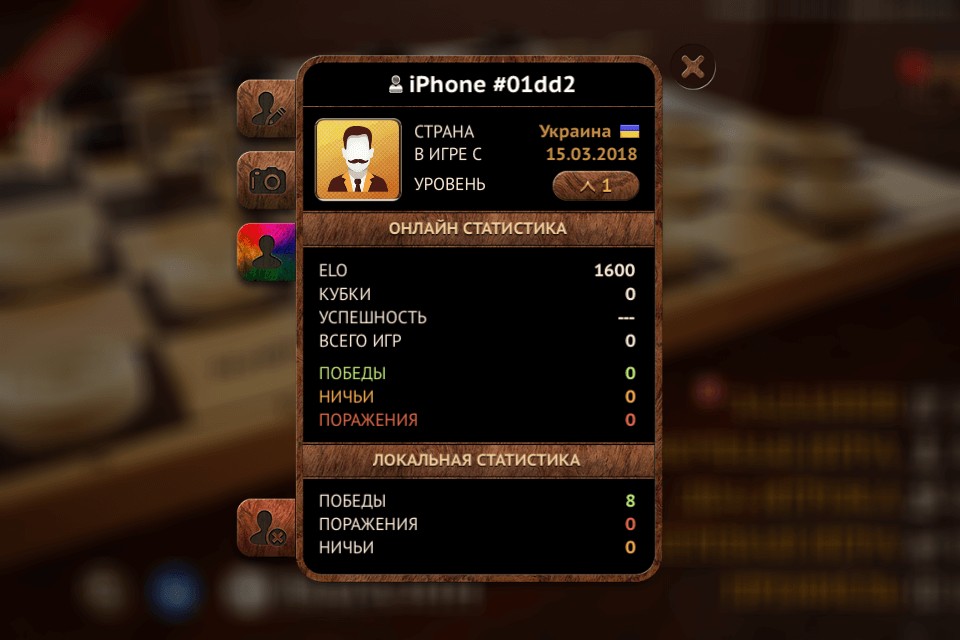 iPhone #01dd2
СТРАНА Украина
В ИГРЕ С 15.03.2018
УРОВЕНЬ 1
ОНЛАЙН СТАТИСТИКА
ELO 1600
КУБКИ 0
УСПЕШНОСТЬ ---
ВСЕГО ИГР 0
ПОБЕДЫ 0
НИЧЬИ 0
ПОРАЖЕНИЯ 0
ЛОКАЛЬНАЯ СТАТИСТИКА
ПОБЕДЫ 8
ПОРАЖЕНИЯ 0
НИЧЬИ 0